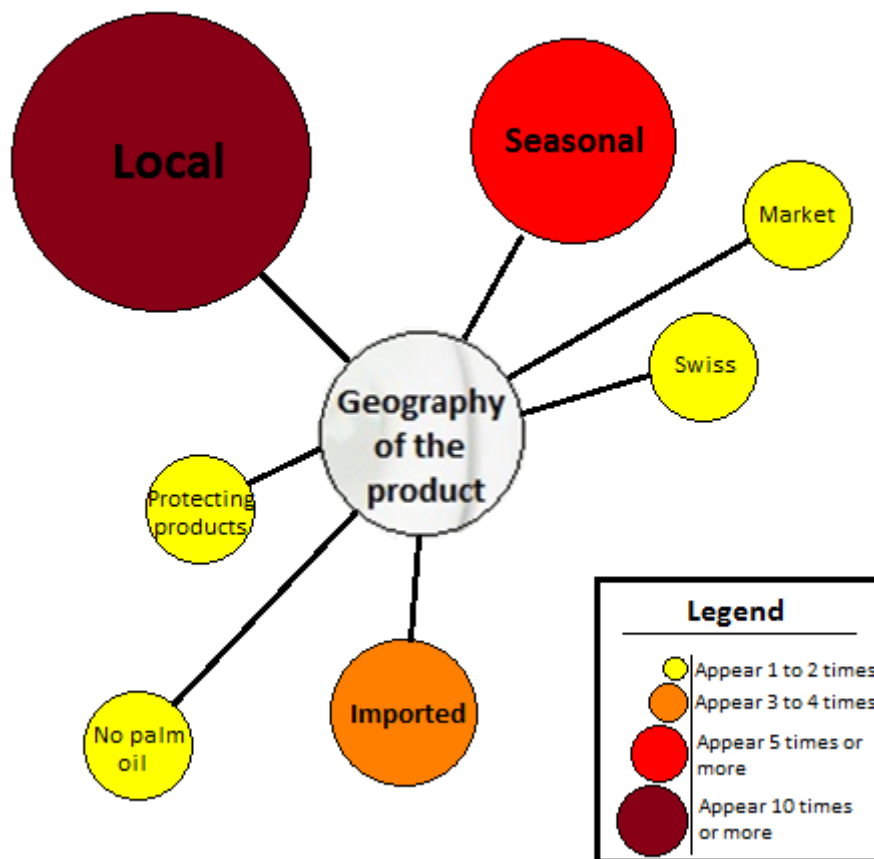 Local
Seasonal
Market
Swiss
Geography
of the
product
Protecting
products
No palm
oil
Imported
Legend
Appear 1 to 2 times
Appear 3 to 4 times
Appear 5 times or
more
Appear 10 times
or more